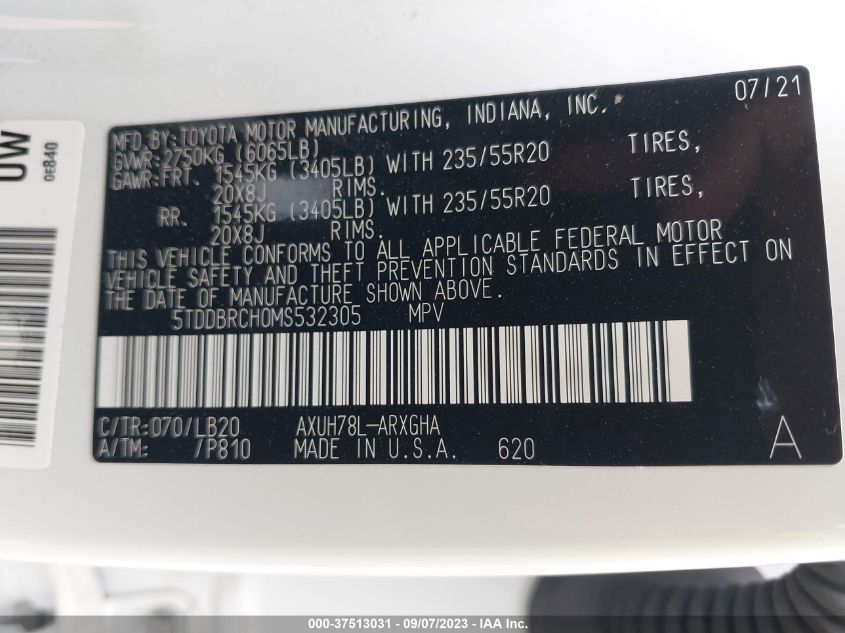 07/21
MFD.BY:TOYOTA MOTOR MANUFACTURING, INDIANA, INC.*
GVWR:2750KG (6065LB)
GAWR:FRT. 1545KG (3405LB) WITH 235/55R20 TIRES,
20X8J RIMS.
RR. 1545KG (3405LB) WITH 235/55R20 TIRES,
20X8J RIMS.
THIS VEHICLE CONFORMS TO ALL APPLICABLE FEDERAL MOTOR
VEHICLE SAFETY AND THEFT PREVENTION STANDARDS IN EFFECT ON
THE DATE OF MANUFACTURE SHOWN ABOVE.
5TDDBRCH0MS532305 MPV
C/TR:070/LB20 AXUH78L-ARXGHA
A/TM: /P810 MADE IN U.S.A. 620 A
0W
0E840
000-37513031 - 09/07/2023 - IAA Inc.